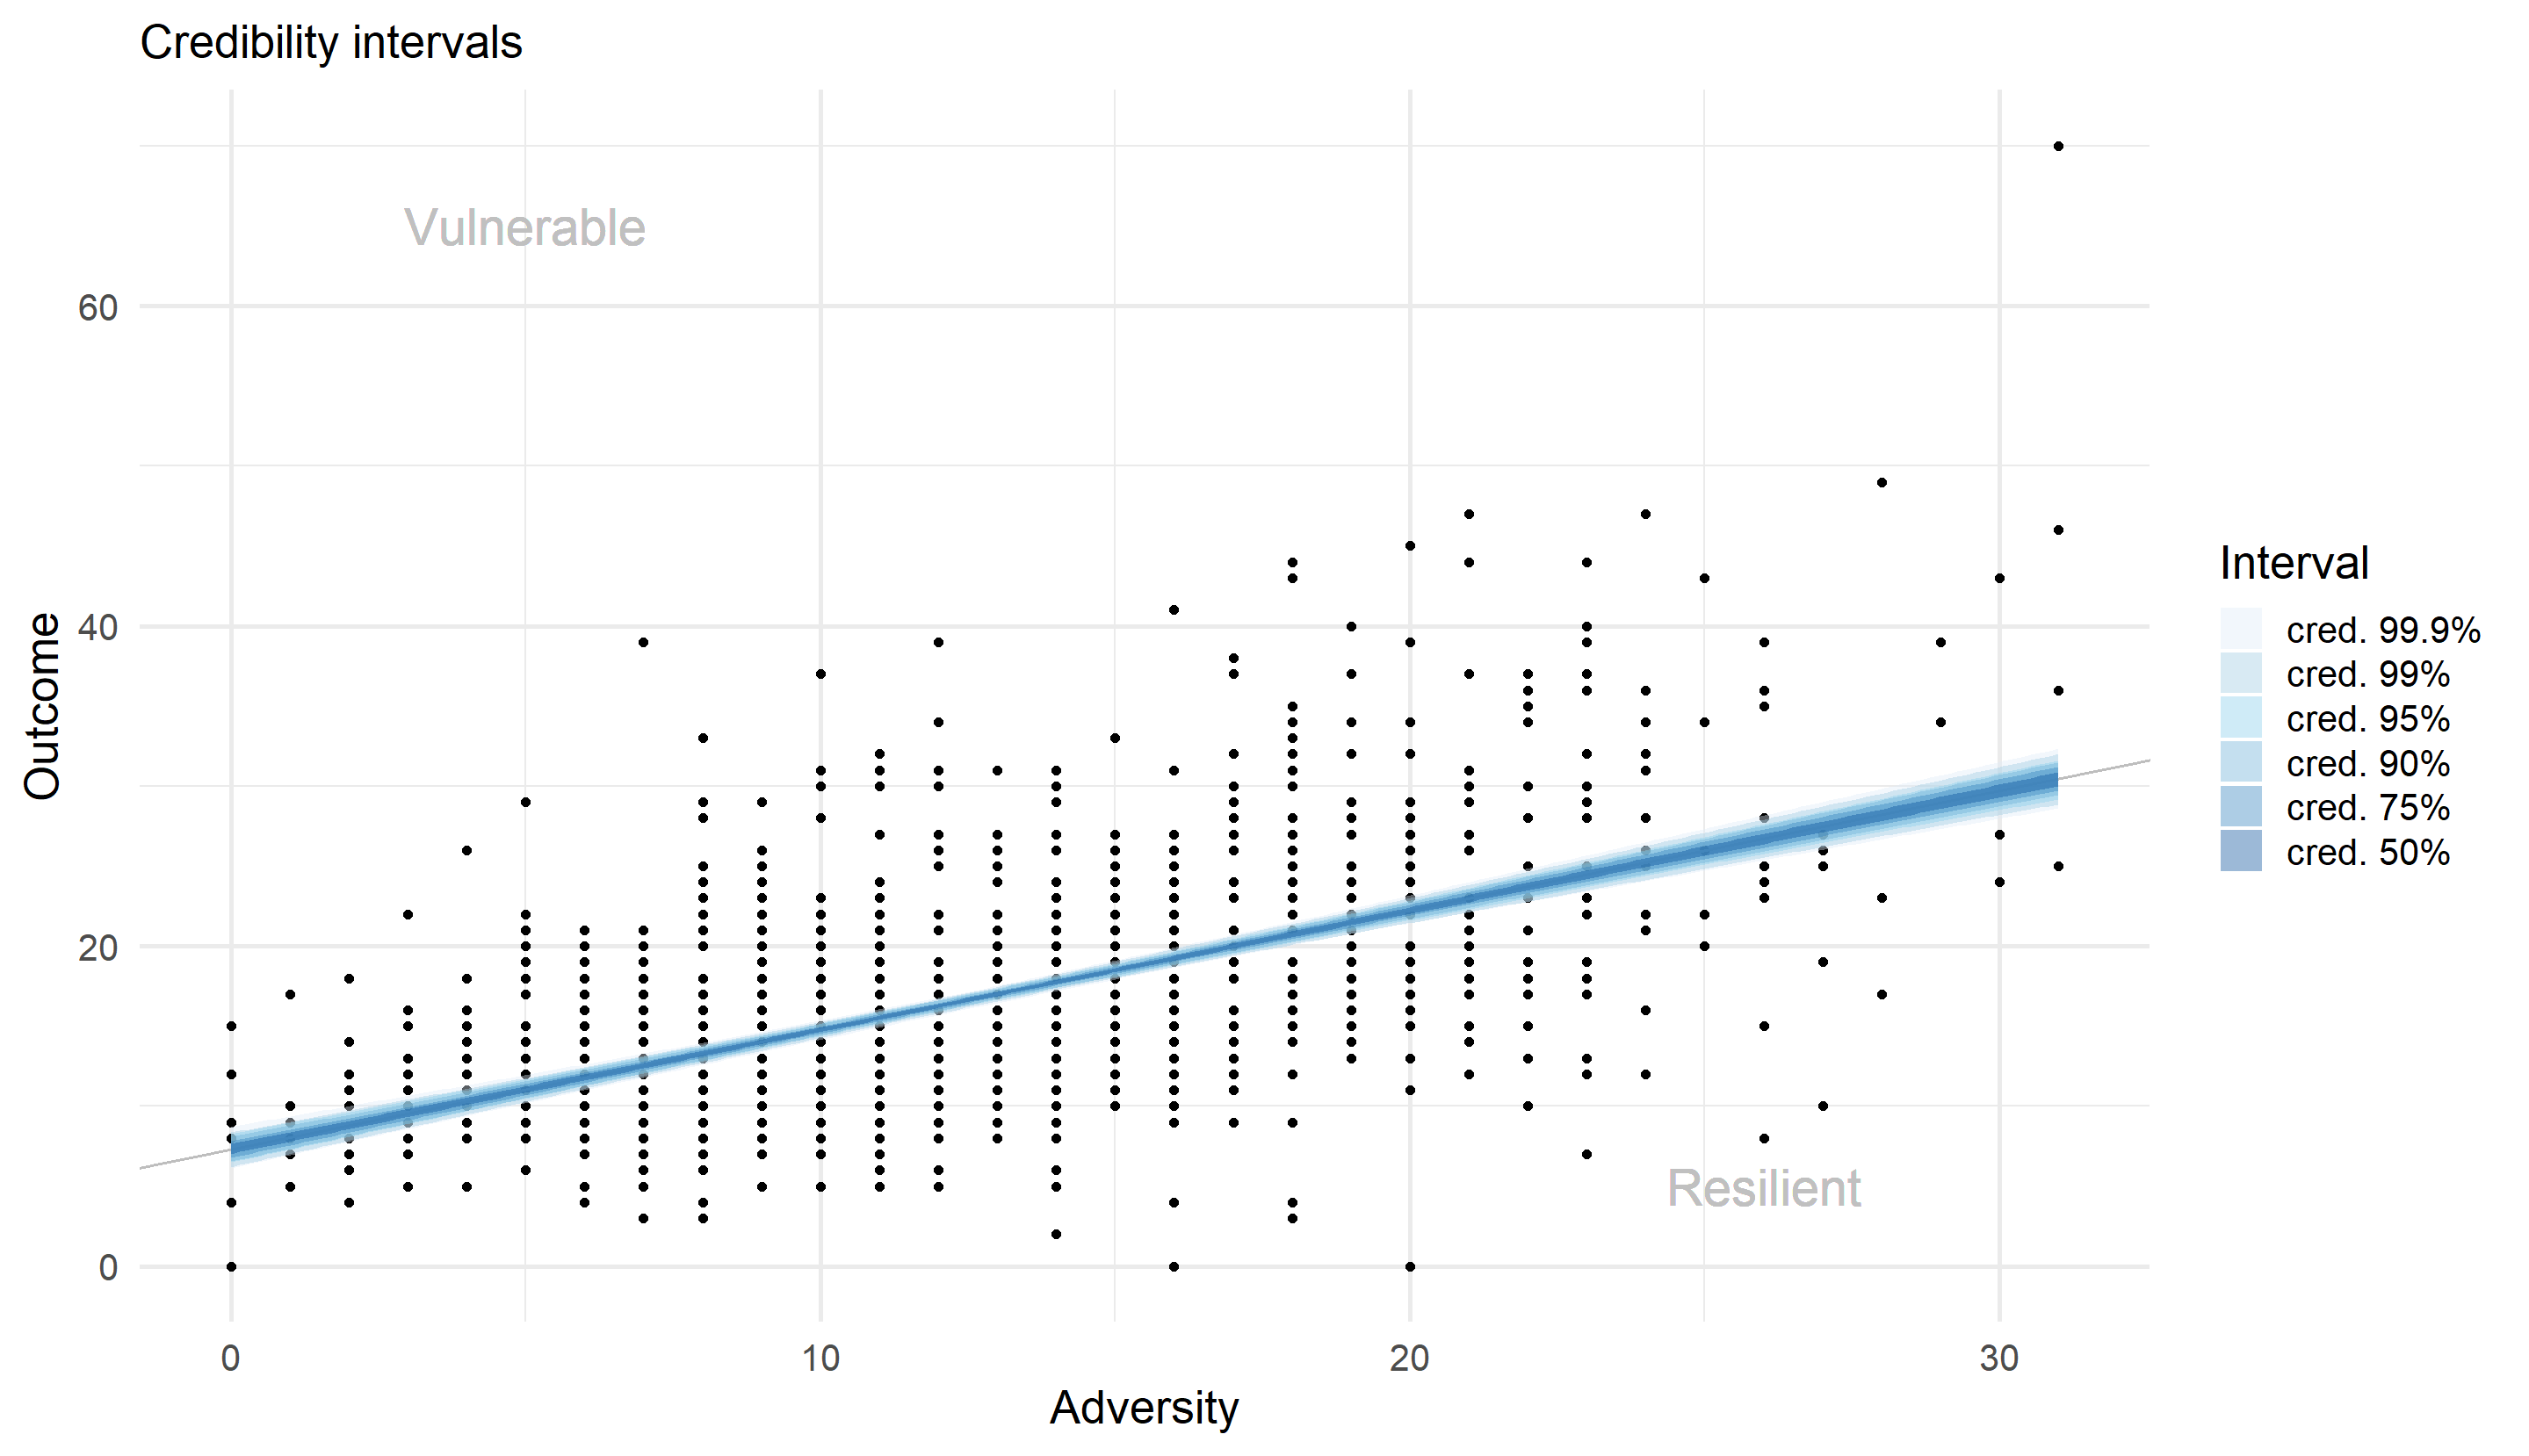 Credibility intervals
Vulnerable
60
40
20
0
Outcome
Resilient
0 10 20 30
Adversity
Interval
cred. 99.9%
cred. 99%
cred. 95%
cred. 90%
cred. 75%
cred. 50%